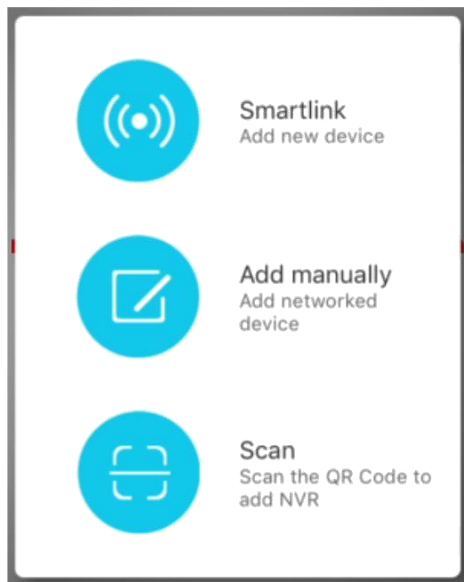 Smartlink
Add new device
Add manually
Add networked
device
Scan
Scan the QR Code to
add NVR